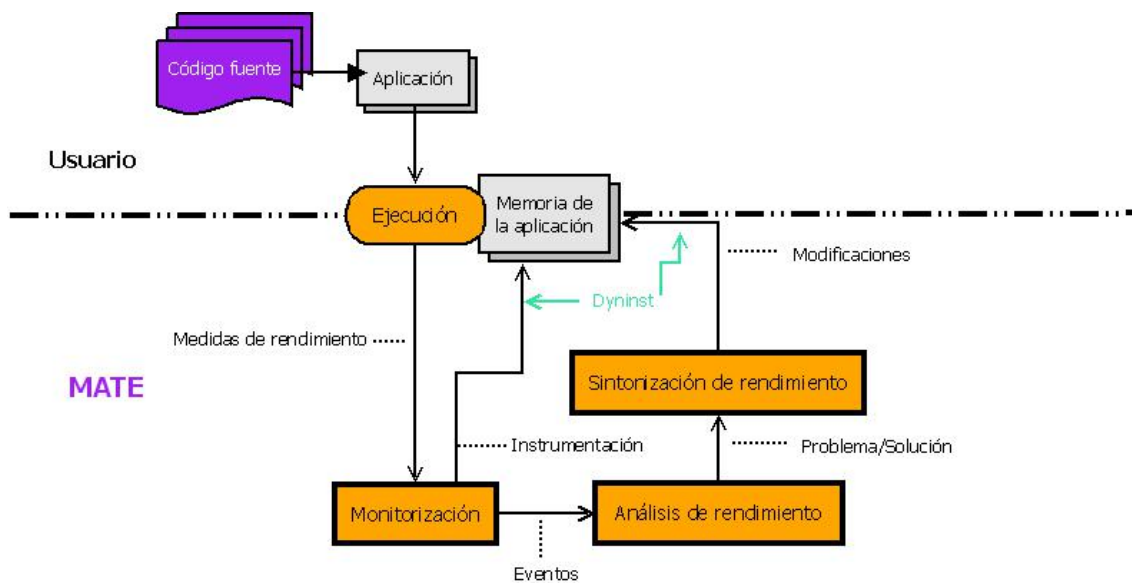 Código fuente
Aplicación
Usuario
Ejecución
Memoria de
la aplicación
Modificaciones
Dyninst
Medidas de rendimiento
MATE
Sintonización de rendimiento
Instrumentación
Problema/Solución
Monitorización
Análisis de rendimiento
Eventos